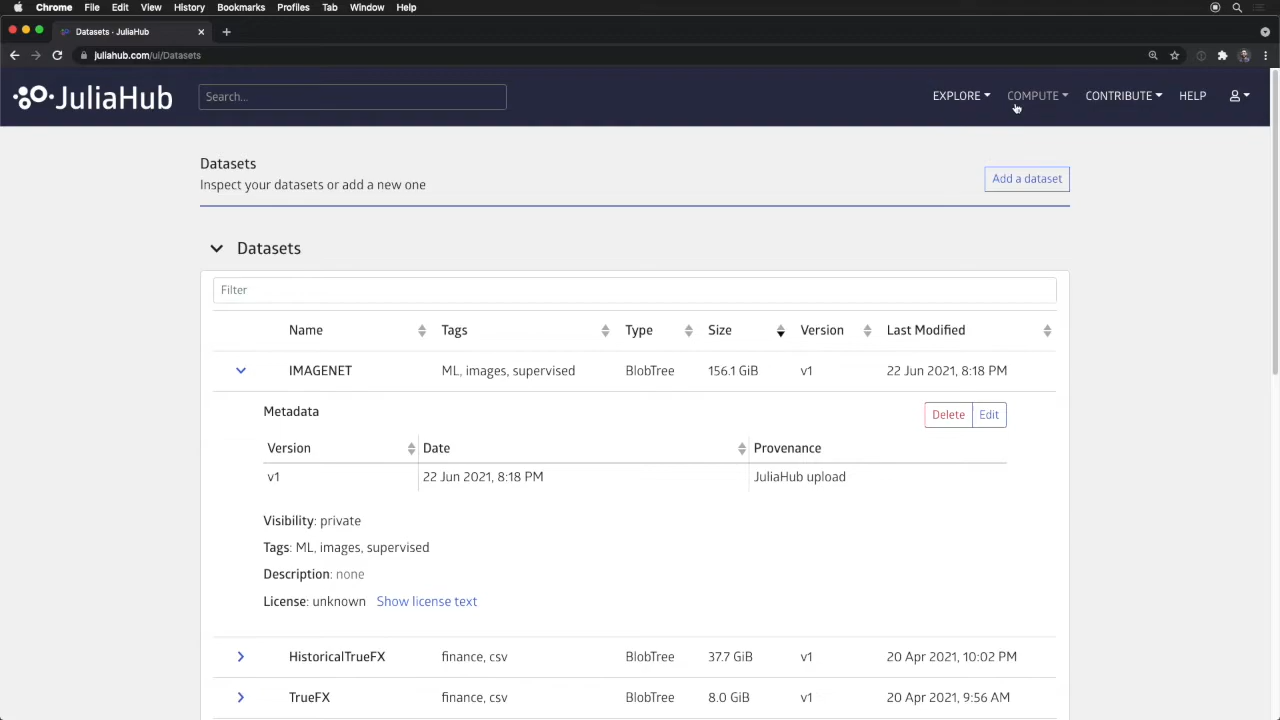 Chrome File Edit View History Bookmarks Profiles Tab Window Help
Datasets · JuliaHub
juliahub.com/ui/Datasets
JuliaHub Search... EXPLORE COMPUTE CONTRIBUTE HELP
Datasets
Inspect your datasets or add a new one
Add a dataset
Datasets
Filter
Name Tags Type Size Version Last Modified
IMAGENET ML, images, supervised BlobTree 156.1 GiB v1 22 Jun 2021, 8:18 PM
Metadata
Delete Edit
Version Date Provenance
v1 22 Jun 2021, 8:18 PM JuliaHub upload
Visibility: private
Tags: ML, images, supervised
Description: none
License: unknown Show license text
HistoricalTrueFX finance, csv BlobTree 37.7 GiB v1 20 Apr 2021, 10:02 PM
TrueFX finance, csv BlobTree 8.0 GiB v1 20 Apr 2021, 9:56 AM